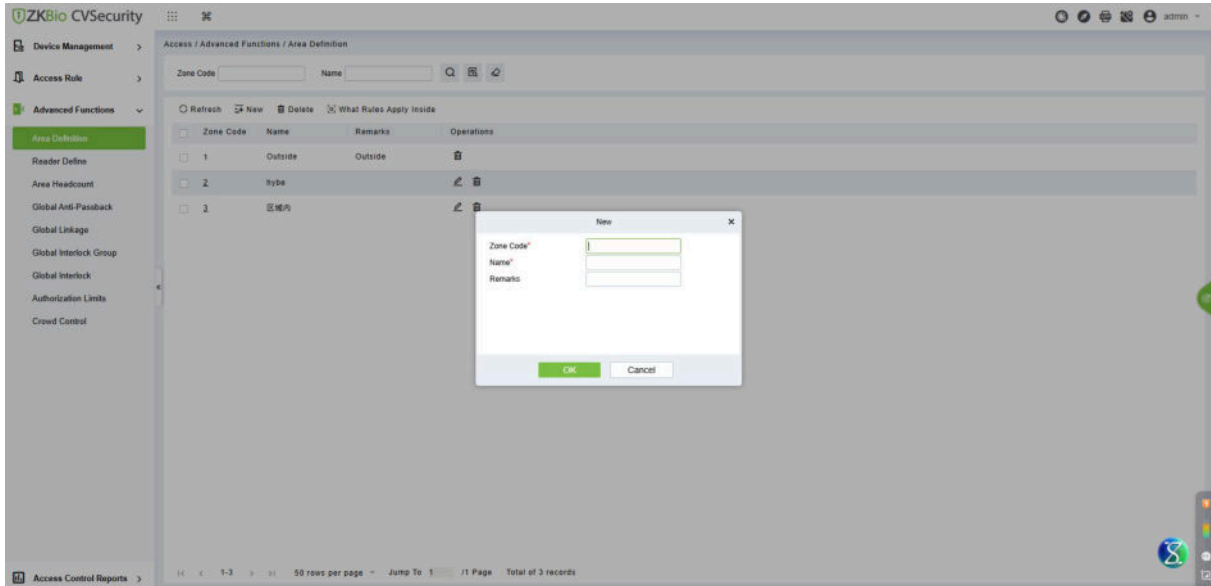 ZKBio CVSecurity
admin
Device Management
Access Rule
Advanced Functions
Area Definition
Reader Define
Area Headcount
Global Anti-Passback
Global Linkage
Global Interlock Group
Global Interlock
Authorization Limits
Crowd Control
Access Control Reports
Access / Advanced Functions / Area Definition
Zone Code Name
Refresh New Delete What Rules Apply Inside
Zone Code Name Remarks Operations
1 Outside Outside
2 hyba
3 区域内
New
Zone Code*
Name*
Remarks
OK Cancel
1-3 50 rows per page Jump To 1 /1 Page Total of 3 records